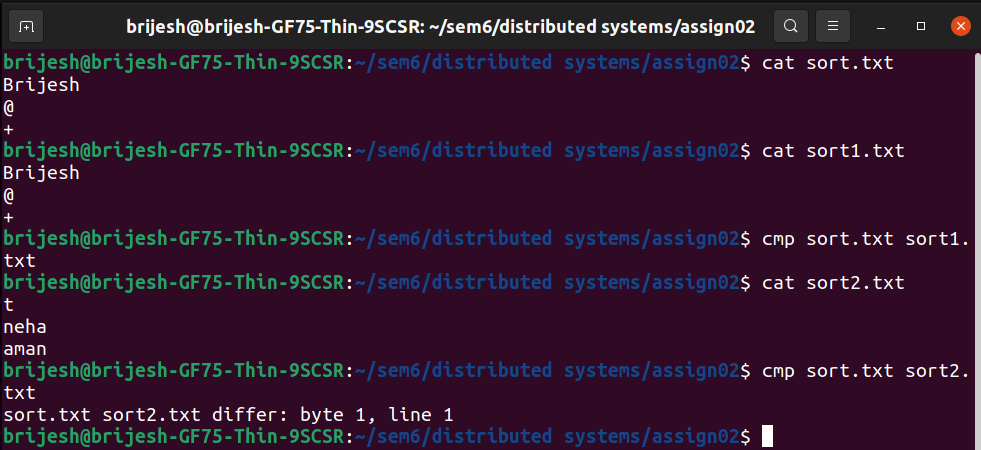 brijesh@brijesh-GF75-Thin-9SCSR: ~/sem6/distributed systems/assign02
brijesh@brijesh-GF75-Thin-9SCSR:~/sem6/distributed systems/assign02$ cat sort.txt
Brijesh
@
+
brijesh@brijesh-GF75-Thin-9SCSR:~/sem6/distributed systems/assign02$ cat sort1.txt
Brijesh
@
+
brijesh@brijesh-GF75-Thin-9SCSR:~/sem6/distributed systems/assign02$ cmp sort.txt sort1.
txt
brijesh@brijesh-GF75-Thin-9SCSR:~/sem6/distributed systems/assign02$ cat sort2.txt
t
neha
aman
brijesh@brijesh-GF75-Thin-9SCSR:~/sem6/distributed systems/assign02$ cmp sort.txt sort2.
txt
sort.txt sort2.txt differ: byte 1, line 1
brijesh@brijesh-GF75-Thin-9SCSR:~/sem6/distributed systems/assign02$